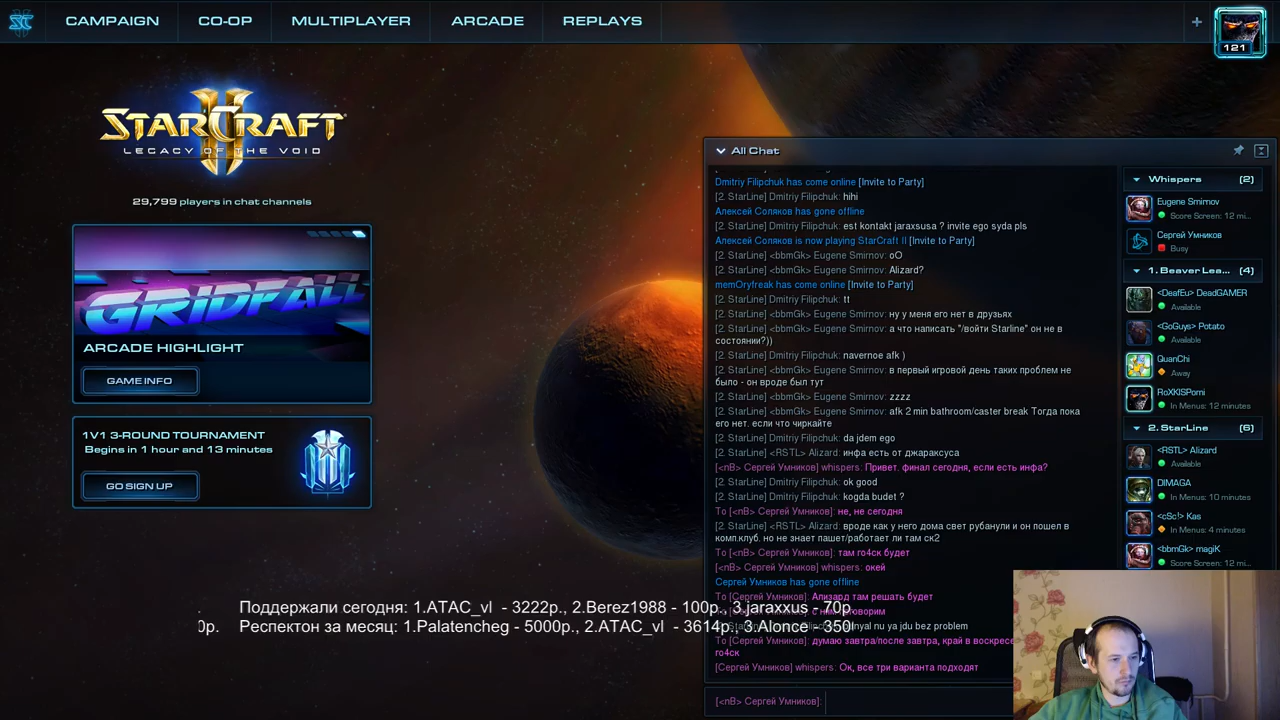 CAMPAIGN
CO-OP
MULTIPLAYER
ARCADE
REPLAYS
121
STARCRAFT
II
LEGACY OF THE VOID
29,799 players in chat channels
GRIDFALL
ARCADE HIGHLIGHT
GAME INFO
1V1 3-ROUND TOURNAMENT
Begins in 1 hour and 13 minutes
GO SIGN UP
All Chat
Dmitriy Filipchuk has come online [Invite to Party]
[2. StarLine] Dmitriy Filipchuk: hihi
Алексей Соляков has gone offline
[2. StarLine] Dmitriy Filipchuk: est kontakt jaraxsusa ? invite ego syda pls
Алексей Соляков is now playing StarCraft II [Invite to Party]
[2. StarLine] <bbmGk> Eugene Smirnov: oO
[2. StarLine] <bbmGk> Eugene Smirnov: Alizard?
memOryfreak has come online [Invite to Party]
[2. StarLine] Dmitriy Filipchuk: tt
[2. StarLine] <bbmGk> Eugene Smirnov: ну у меня его нет в друзьях
[2. StarLine] <bbmGk> Eugene Smirnov: а что написать "/войти Starline" он не в
состоянии?))
[2. StarLine] Dmitriy Filipchuk: navernoe afk )
[2. StarLine] <bbmGk> Eugene Smirnov: в первый игровой день таких проблем не
было - он вроде был тут
[2. StarLine] <bbmGk> Eugene Smirnov: zzzz
[2. StarLine] <bbmGk> Eugene Smirnov: afk 2 min bathroom/caster break Тогда пока
его нет. если что чиркайте
[2. StarLine] Dmitriy Filipchuk: da jdem ego
[2. StarLine] <RSTL> Alizard: инфа есть от джараксуса
[<nB> Сергей Умников] whispers: Привет. финал сегодня, если есть инфа?
[2. StarLine] Dmitriy Filipchuk: ok good
[2. StarLine] Dmitriy Filipchuk: kogda budet ?
To [<nB> Сергей Умников]: не, не сегодня
[2. StarLine] <RSTL> Alizard: вроде как у него дома свет рубанули и он пошел в
комп.клуб. но не знает пашет/работает ли там ск2
To [<nB> Сергей Умников]: там го4ск будет
[<nB> Сергей Умников] whispers: окей
Сергей Умников has gone offline
To [Сергей Умников]: Ализард там решать будет
говорим
nu ya jdu bez problem
To [Сергей Умников]: думаю завтра/после завтра, край в воскресе
го4ск
[Сергей Умников] whispers: Ок, все три варианта подходят
[<nB> Сергей Умников]:
Whispers (2)
Eugene Smirnov
Score Screen: 12 mi...
Сергей Умников
Busy
1. Beaver Lea... (4)
<DeafEu> DeadGAMER
Available
<GoGuys> Potato
Available
GuanChi
Away
RoXKISPorni
In Menus: 12 minutes
2. StarLine (6)
<RSTL> Alizard
Available
DIMAGA
In Menus: 10 minutes
<cSc!> Kas
In Menus: 4 minutes
<bbmGk> magiK
Score Screen: 12 mi...
Поддержали сегодня: 1.ATAC_vl - 3222р., 2.Berez1988 - 100р., 3.jaraxxus - 70р.
0р. Респектон за месяц: 1.Palatencheg - 5000р., 2.ATAC_vl - 3614р., 3.Alonce - 350